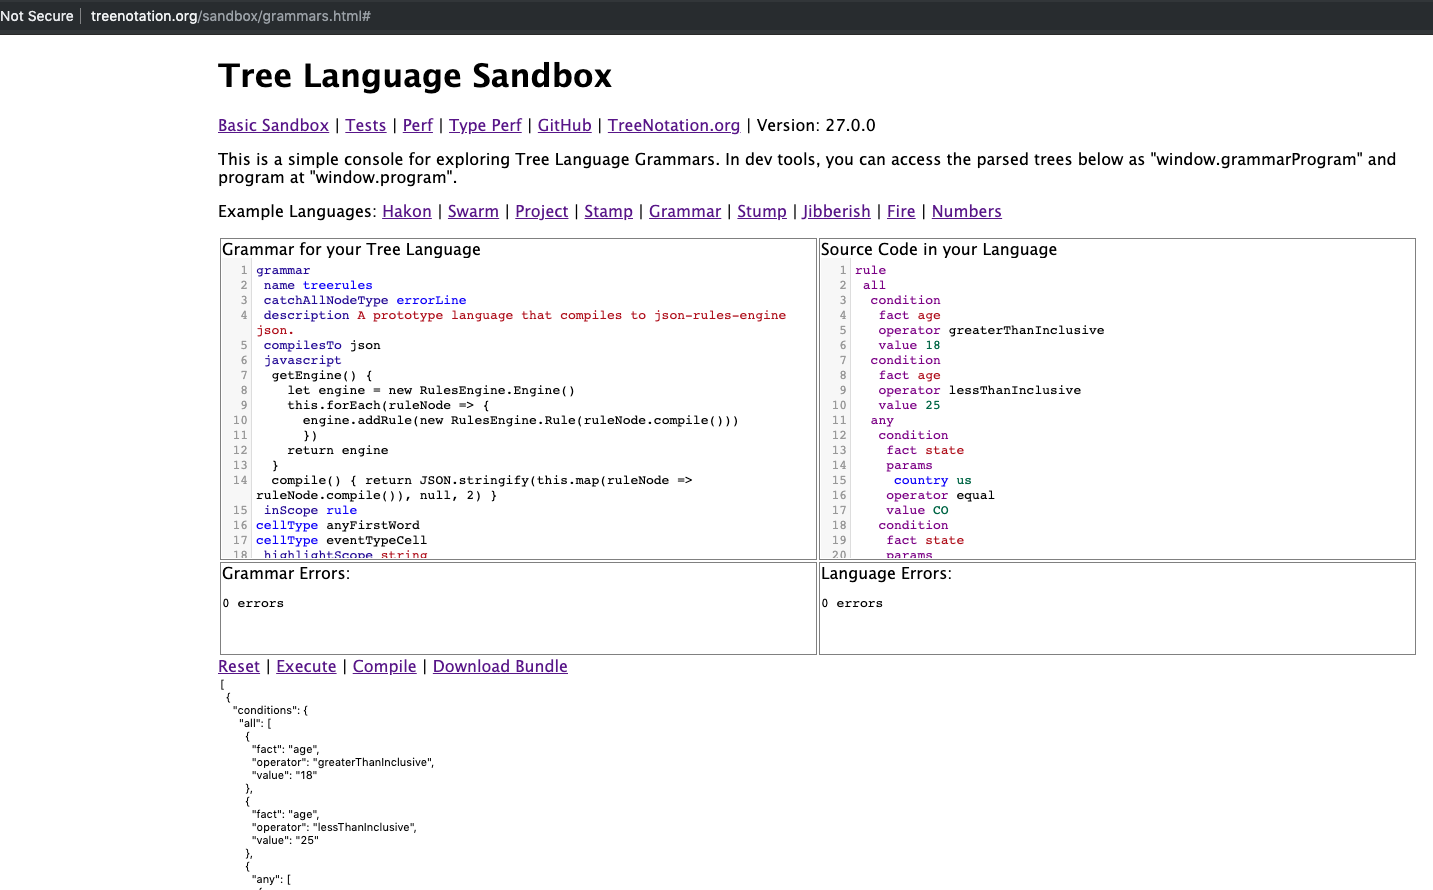 Not Secure | treenotation.org/sandbox/grammars.html#
Tree Language Sandbox
Basic Sandbox | Tests | Perf | Type Perf | GitHub | TreeNotation.org | Version: 27.0.0
This is a simple console for exploring Tree Language Grammars. In dev tools, you can access the parsed trees below as "window.grammarProgram" and
program at "window.program".
Example Languages: Hakon | Swarm | Project | Stamp | Grammar | Stump | Jibberish | Fire | Numbers
Grammar for your Tree Language
1 grammar
2  name treerules
3  catchAllNodeType errorLine
4  description A prototype language that compiles to json-rules-engine
json.
5  compilesTo json
6  javascript
7   getEngine() {
8     let engine = new RulesEngine.Engine()
9     this.forEach(ruleNode => {
10       engine.addRule(new RulesEngine.Rule(ruleNode.compile()))
11       })
12     return engine
13   }
14   compile() { return JSON.stringify(this.map(ruleNode =>
ruleNode.compile()), null, 2) }
15  inScope rule
16 cellType anyFirstWord
17 cellType eventTypeCell
18  highlightScope string
Source Code in your Language
1 rule
2  all
3   condition
4    fact age
5    operator greaterThanInclusive
6    value 18
7   condition
8    fact age
9    operator lessThanInclusive
10    value 25
11   any
12    condition
13     fact state
14     params
15      country us
16     operator equal
17     value CO
18    condition
19     fact state
20     params
Grammar Errors:
0 errors
Language Errors:
0 errors
Reset | Execute | Compile | Download Bundle
[
  {
    "conditions": {
      "all": [
        {
          "fact": "age",
          "operator": "greaterThanInclusive",
          "value": "18"
        },
        {
          "fact": "age",
          "operator": "lessThanInclusive",
          "value": "25"
        },
        {
          "any": [